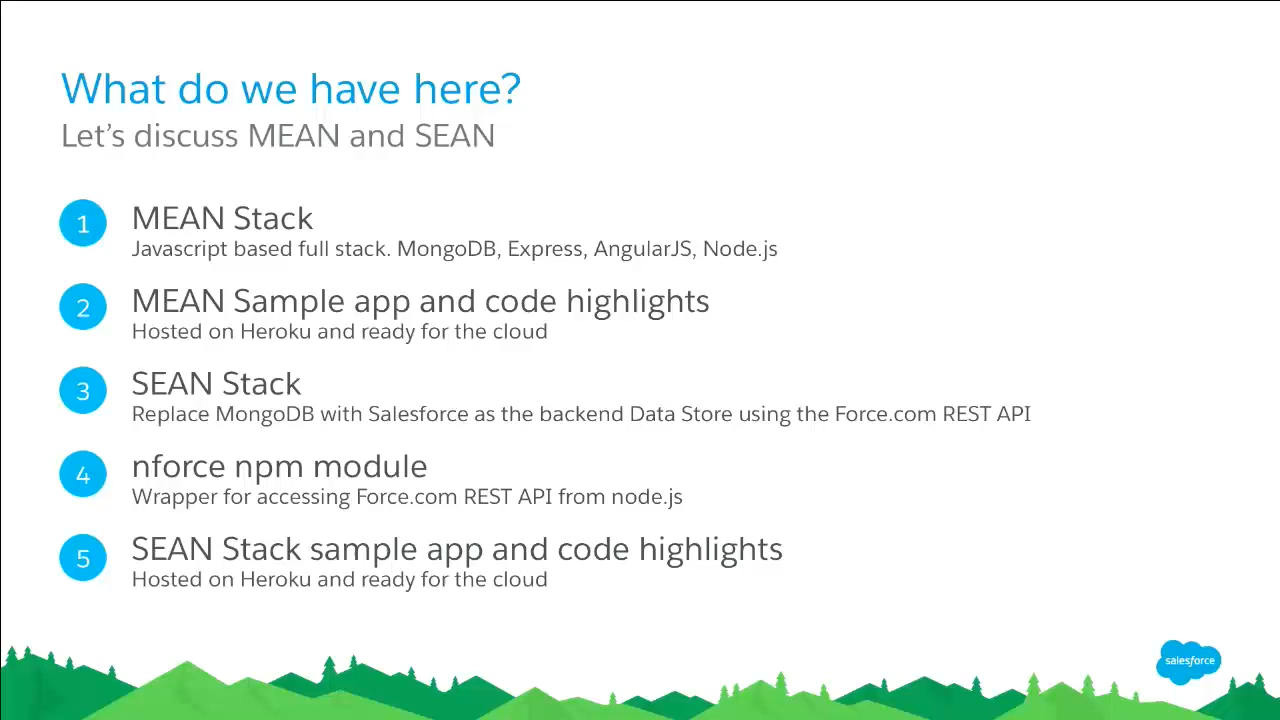 What do we have here?
Let's discuss MEAN and SEAN
1
MEAN Stack
Javascript based full stack. MongoDB, Express, AngularJS, Node.js
2
MEAN Sample app and code highlights
Hosted on Heroku and ready for the cloud
3
SEAN Stack
Replace MongoDB with Salesforce as the backend Data Store using the Force.com REST API
4
nforce npm module
Wrapper for accessing Force.com REST API from node.js
5
SEAN Stack sample app and code highlights
Hosted on Heroku and ready for the cloud
salesforce